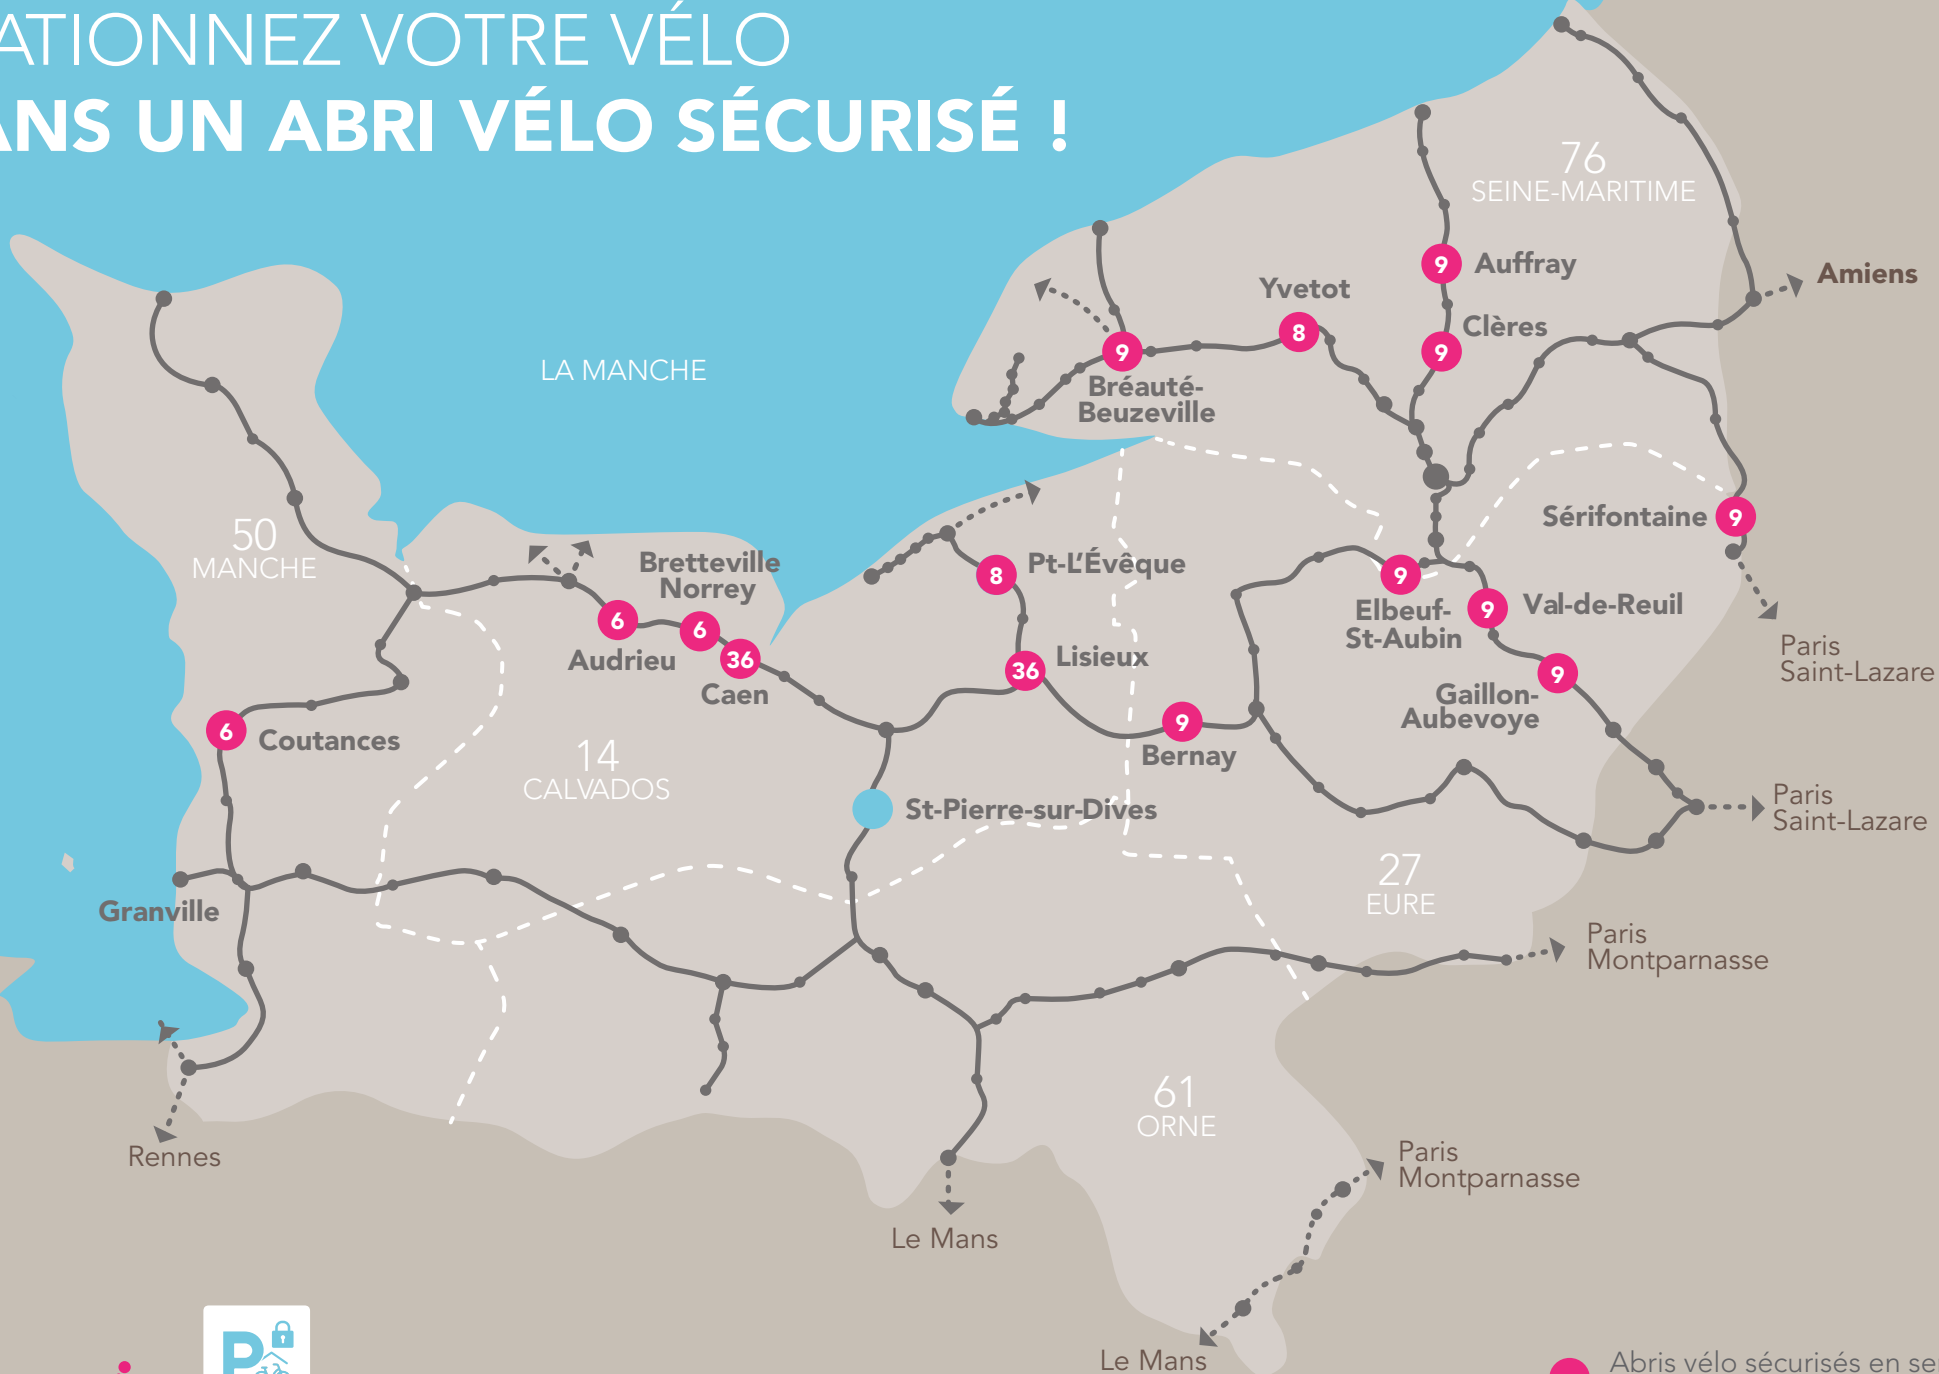 ATIONNEZ VOTRE VÉLO
ANS UN ABRI VÉLO SÉCURISÉ !
76
SEINE-MARITIME
9
Auffray
Amiens
Yvetot
8
Clères
9
LA MANCHE
9
Bréauté-
Beuzeville
50
MANCHE
Sérifontaine
9
Bretteville
Norrey
8
Pt-L'Évêque
9
Elbeuf-
St-Aubin
9
Val-de-Reuil
6
Audrieu
6
36
Caen
Lisieux
36
Paris
Saint-Lazare
9
Gaillon-
Aubevoye
6
Coutances
9
Bernay
14
CALVADOS
St-Pierre-sur-Dives
Paris
Saint-Lazare
27
EURE
Granville
Paris
Montparnasse
61
ORNE
Rennes
Paris
Montparnasse
Le Mans
Le Mans
P
Abris vélo sécurisés en se